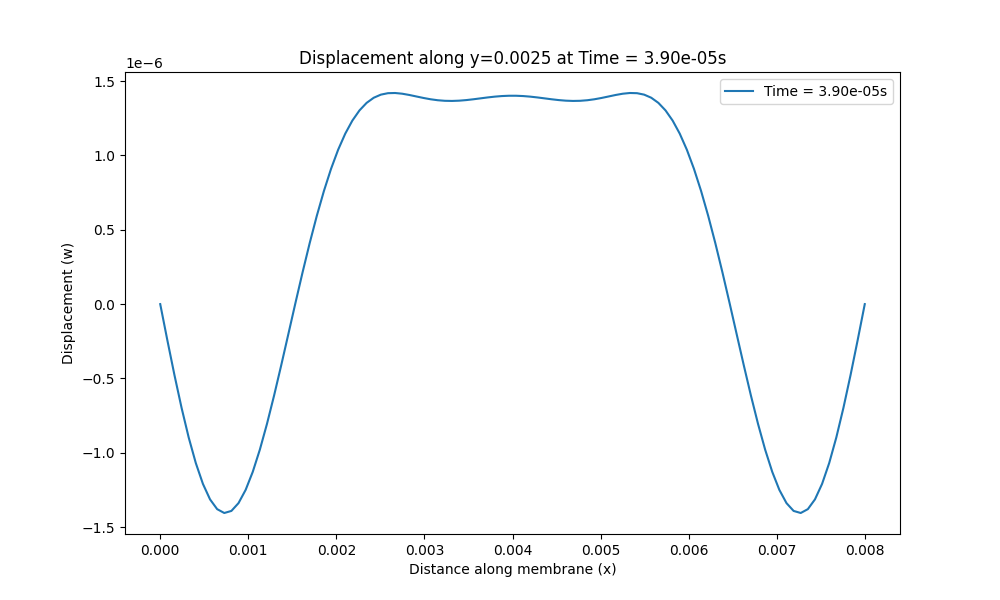 Displacement along y=0.0025 at Time = 3.90e-05s
1e−6
Time = 3.90e-05s
1.5
1.0
0.5
0.0
−0.5
−1.0
−1.5
Displacement (w)
0.000 0.001 0.002 0.003 0.004 0.005 0.006 0.007 0.008
Distance along membrane (x)